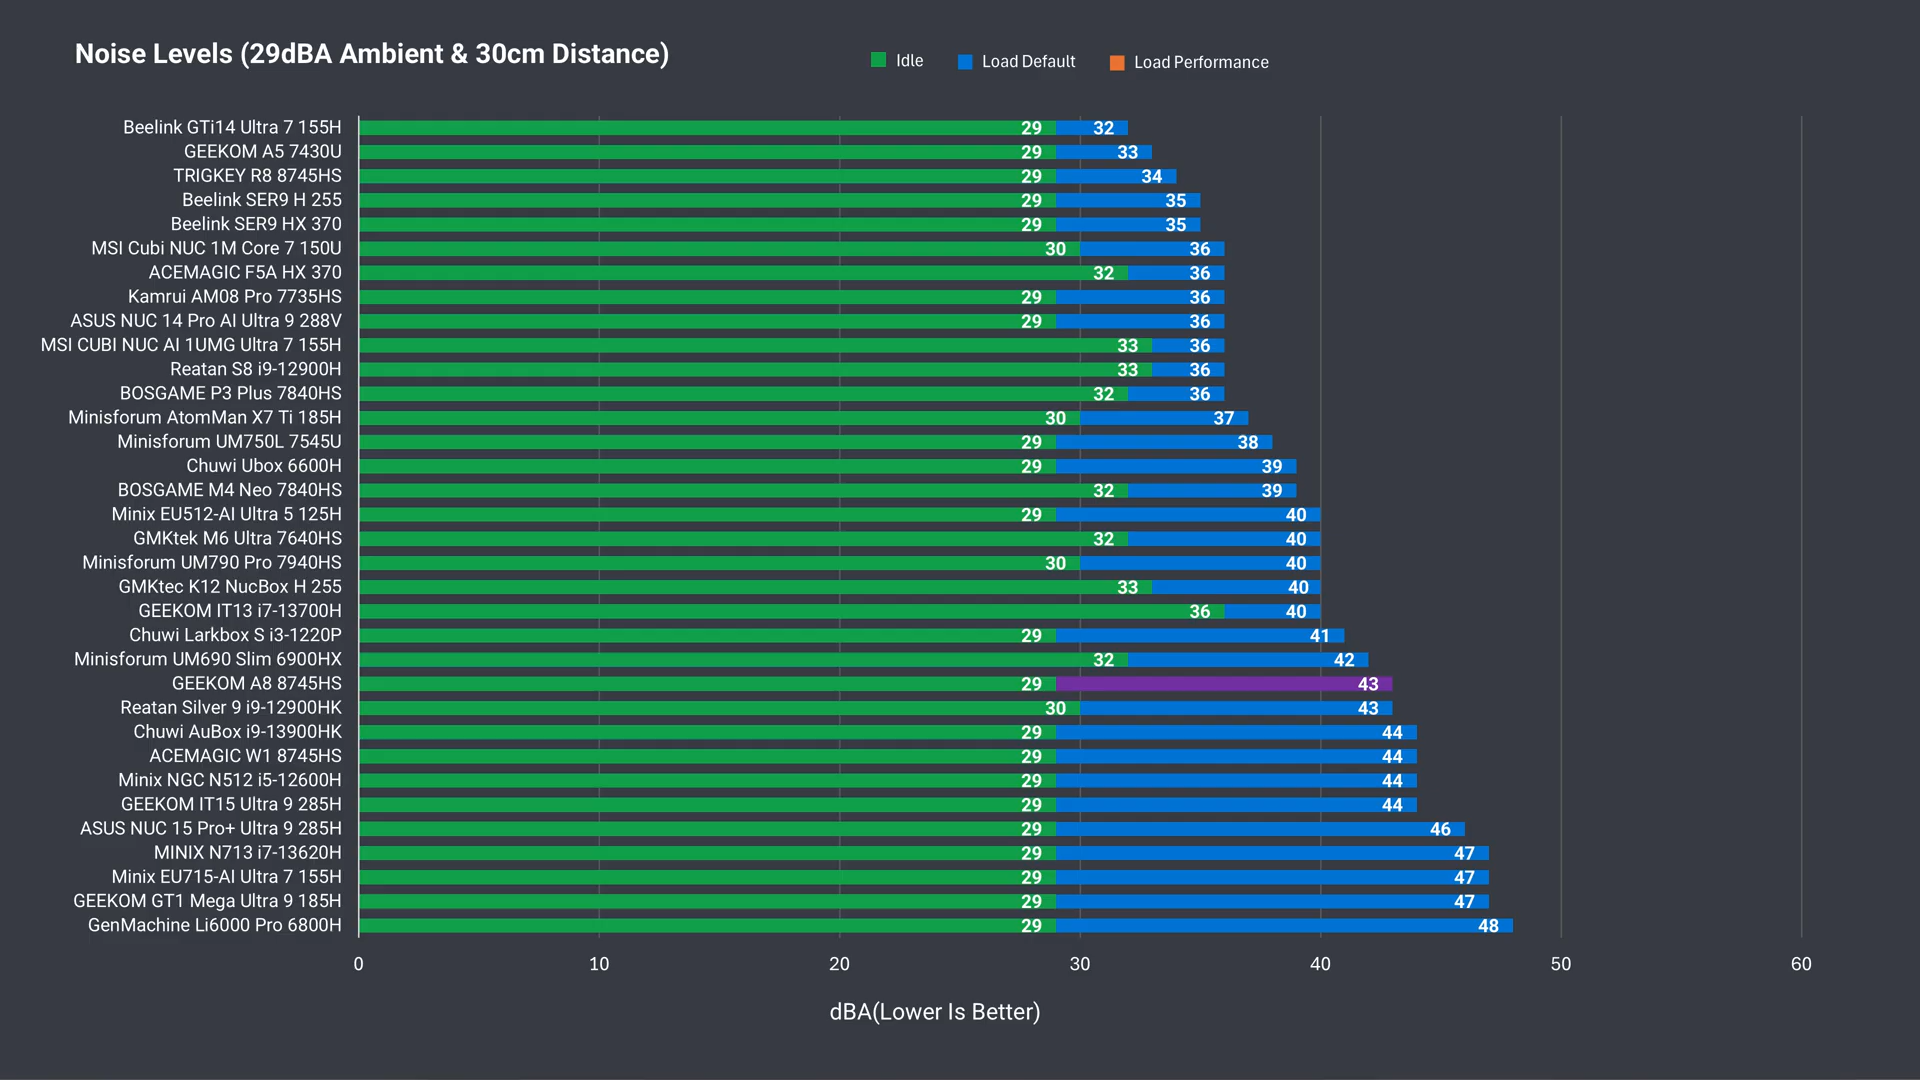 Noise Levels (29dBA Ambient & 30cm Distance)
Idle Load Default Load Performance
Beelink GTi14 Ultra 7 155H 29 32
GEEKOM A5 7430U 29 33
TRIGKEY R8 8745HS 29 34
Beelink SER9 H 255 29 35
Beelink SER9 HX 370 29 35
MSI Cubi NUC 1M Core 7 150U 30 36
ACEMAGIC F5A HX 370 32 36
Kamrui AM08 Pro 7735HS 29 36
ASUS NUC 14 Pro AI Ultra 9 288V 29 36
MSI CUBI NUC AI 1UMG Ultra 7 155H 33 36
Reatan S8 i9-12900H 33 36
BOSGAME P3 Plus 7840HS 32 36
Minisforum AtomMan X7 Ti 185H 30 37
Minisforum UM750L 7545U 29 38
Chuwi Ubox 6600H 29 39
BOSGAME M4 Neo 7840HS 32 39
Minix EU512-AI Ultra 5 125H 29 40
GMKtek M6 Ultra 7640HS 32 40
Minisforum UM790 Pro 7940HS 30 40
GMKtec K12 NucBox H 255 33 40
GEEKOM IT13 i7-13700H 36 40
Chuwi Larkbox S i3-1220P 29 41
Minisforum UM690 Slim 6900HX 32 42
GEEKOM A8 8745HS 29 43
Reatan Silver 9 i9-12900HK 30 43
Chuwi AuBox i9-13900HK 29 44
ACEMAGIC W1 8745HS 29 44
Minix NGC N512 i5-12600H 29 44
GEEKOM IT15 Ultra 9 285H 29 44
ASUS NUC 15 Pro+ Ultra 9 285H 29 46
MINIX N713 i7-13620H 29 47
Minix EU715-AI Ultra 7 155H 29 47
GEEKOM GT1 Mega Ultra 9 185H 29 47
GenMachine Li6000 Pro 6800H 29 48
0 10 20 30 40 50 60
dBA(Lower Is Better)